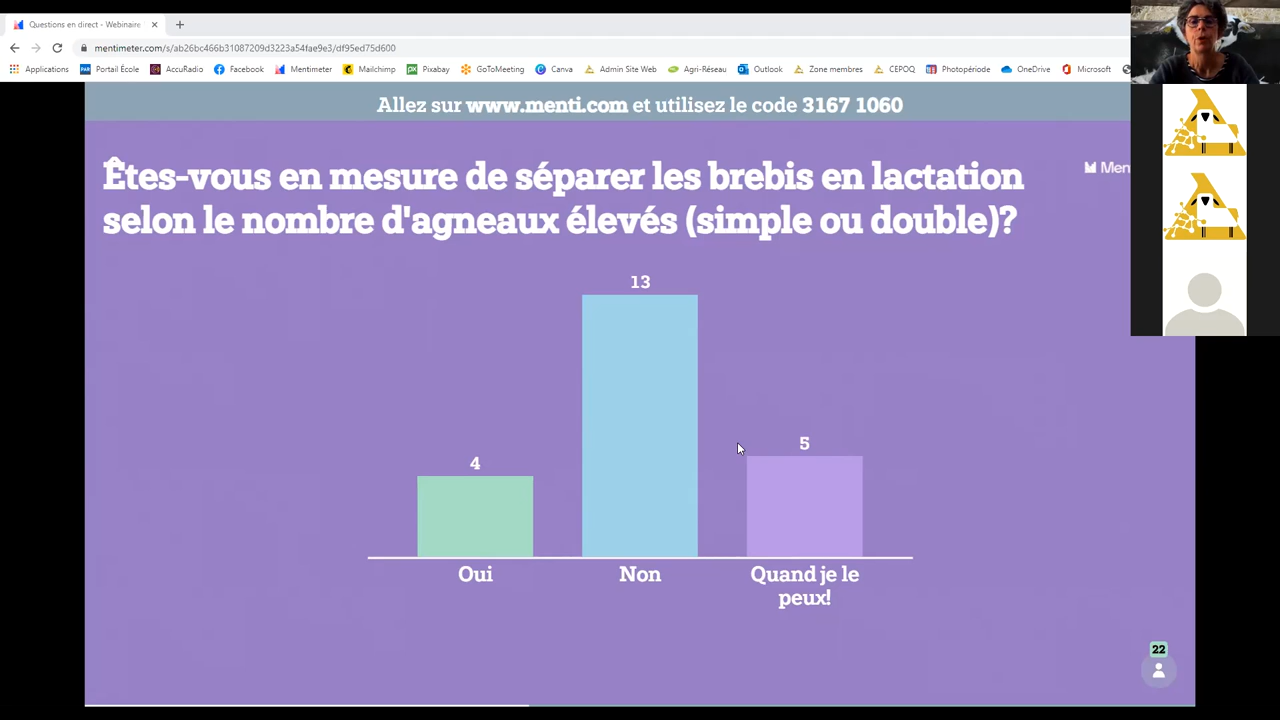 Questions en direct - Webinaire
mentimeter.com/s/ab26bc466b31087209d3223a54fae9e3/df95ed75d600
Applications Portail École AccuRadio Facebook Mentimeter Mailchimp Pixabay GoToMeeting Canva Admin Site Web Agri-Réseau Outlook Zone membres CEPOQ Photopériode OneDrive Microsoft
Allez sur www.menti.com et utilisez le code 3167 1060
Êtes-vous en mesure de séparer les brebis en lactation
selon le nombre d'agneaux élevés (simple ou double)?
Men
13
5
4
Oui Non Quand je le
peux!
22